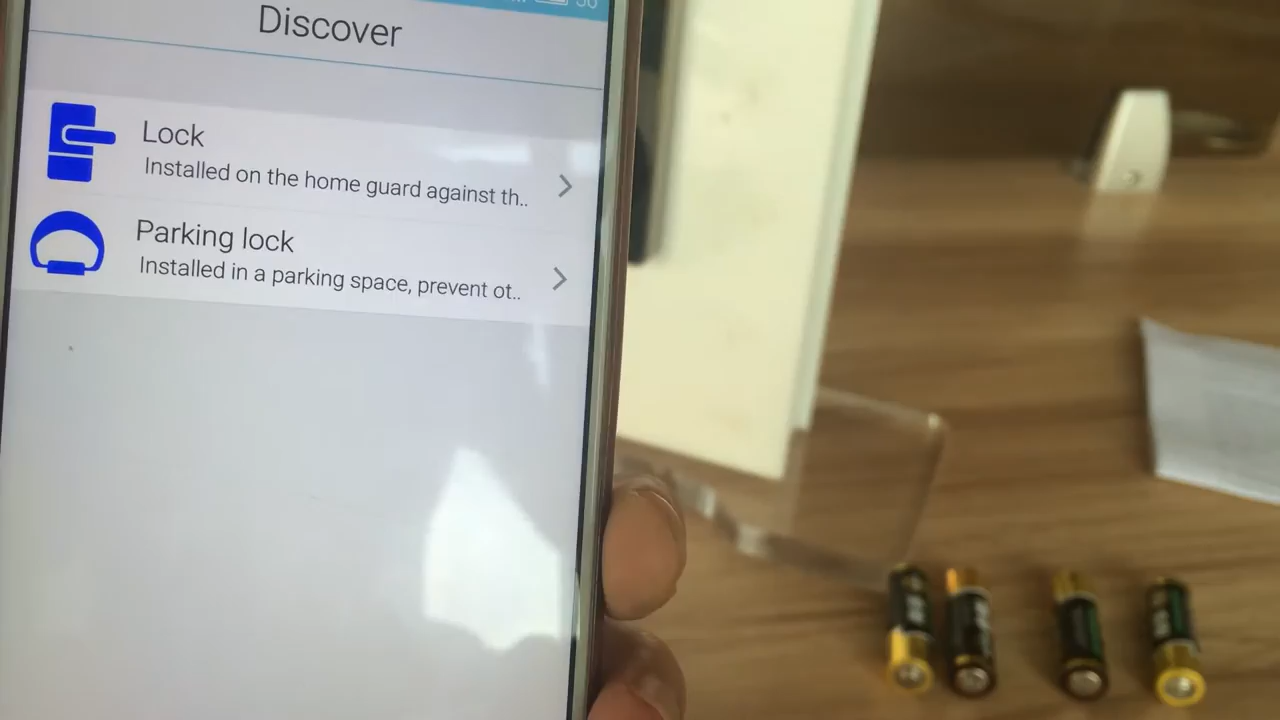 Discover
Lock
Installed on the home guard against th..
Parking lock
Installed in a parking space, prevent ot..